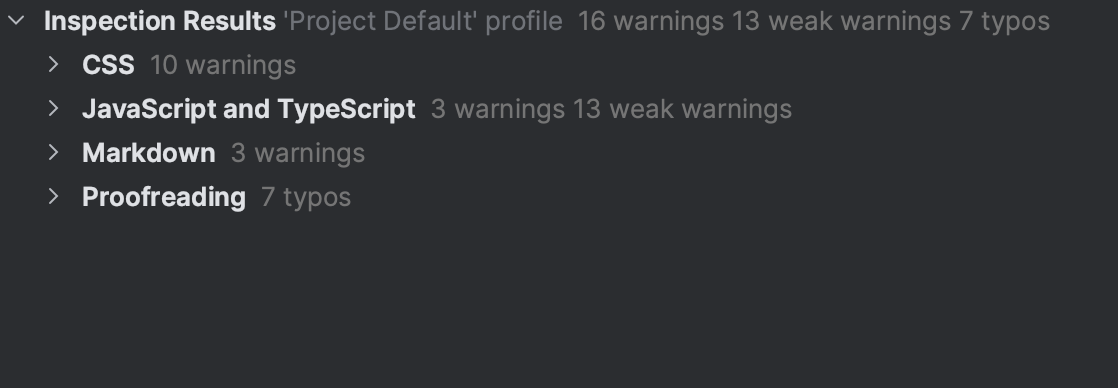 Inspection Results 'Project Default' profile 16 warnings 13 weak warnings 7 typos
CSS 10 warnings
JavaScript and TypeScript 3 warnings 13 weak warnings
Markdown 3 warnings
Proofreading 7 typos